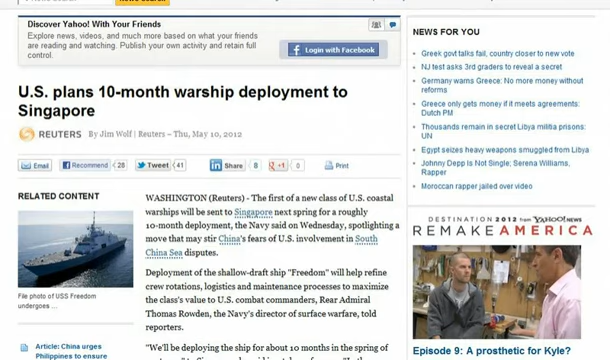 Discover Yahoo! With Your Friends
Explore news, videos, and much more based on what your friends
are reading and watching. Publish your own activity and retain full
control.
Login with Facebook
U.S. plans 10-month warship deployment to
Singapore
REUTERS By Jim Wolf | Reuters – Thu, May 10, 2012
Email Recommend 28 Tweet 41 Share 8 +1 0 Print
RELATED CONTENT
File photo of USS Freedom
undergoes ...
Article: China urges
Philippines to ensure
WASHINGTON (Reuters) - The first of a new class of U.S. coastal
warships will be sent to Singapore next spring for a roughly
10-month deployment, the Navy said on Wednesday, spotlighting a
move that may stir China's fears of U.S. involvement in South
China Sea disputes.
Deployment of the shallow-draft ship "Freedom" will help refine
crew rotations, logistics and maintenance processes to maximize
the class's value to U.S. combat commanders, Rear Admiral
Thomas Rowden, the Navy's director of surface warfare, told
reporters.
"We'll be deploying the ship for about 10 months in the spring of
NEWS FOR YOU
Greek govt talks fail, country closer to new vote
NJ test asks 3rd graders to reveal a secret
Germany warns Greece: No more money without
reforms
Greece only gets money if it meets agreements:
Dutch PM
Thousands remain in secret Libya militia prisons:
UN
Egypt seizes heavy weapons smuggled from Libya
Johnny Depp Is Not Single; Serena Williams,
Rapper
Moroccan rapper jailed over video
DESTINATION 2012 from YAHOO! NEWS
REMAKE AMERICA
Episode 9: A prosthetic for Kyle?